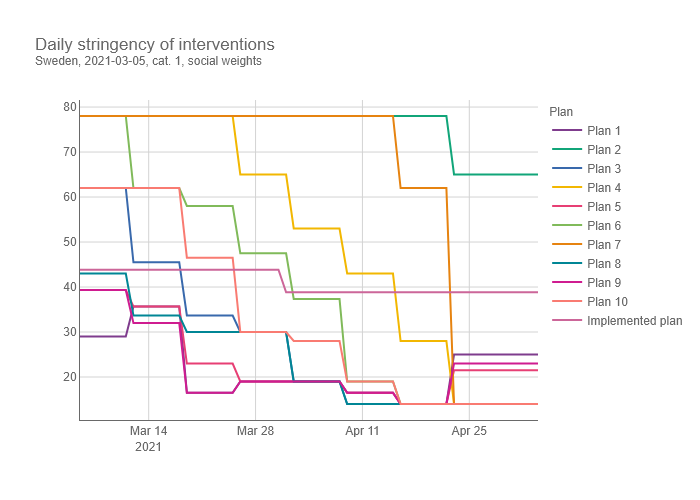 Daily stringency of interventions
Sweden, 2021-03-05, cat. 1, social weights
80
70
60
50
40
30
20
Mar 14
2021
Mar 28
Apr 11
Apr 25
Plan
Plan 1
Plan 2
Plan 3
Plan 4
Plan 5
Plan 6
Plan 7
Plan 8
Plan 9
Plan 10
Implemented plan